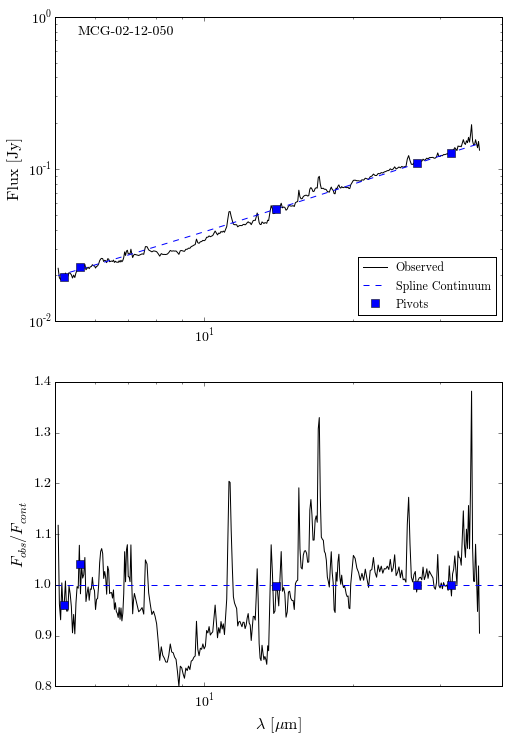 10^0
MCG-02-12-050
Flux [Jy]
10^-1
Observed
Spline Continuum
Pivots
10^-2
10^1
1.4
1.3
1.2
F_obs/F_cont
1.1
1.0
0.9
0.8
10^1
λ [μm]